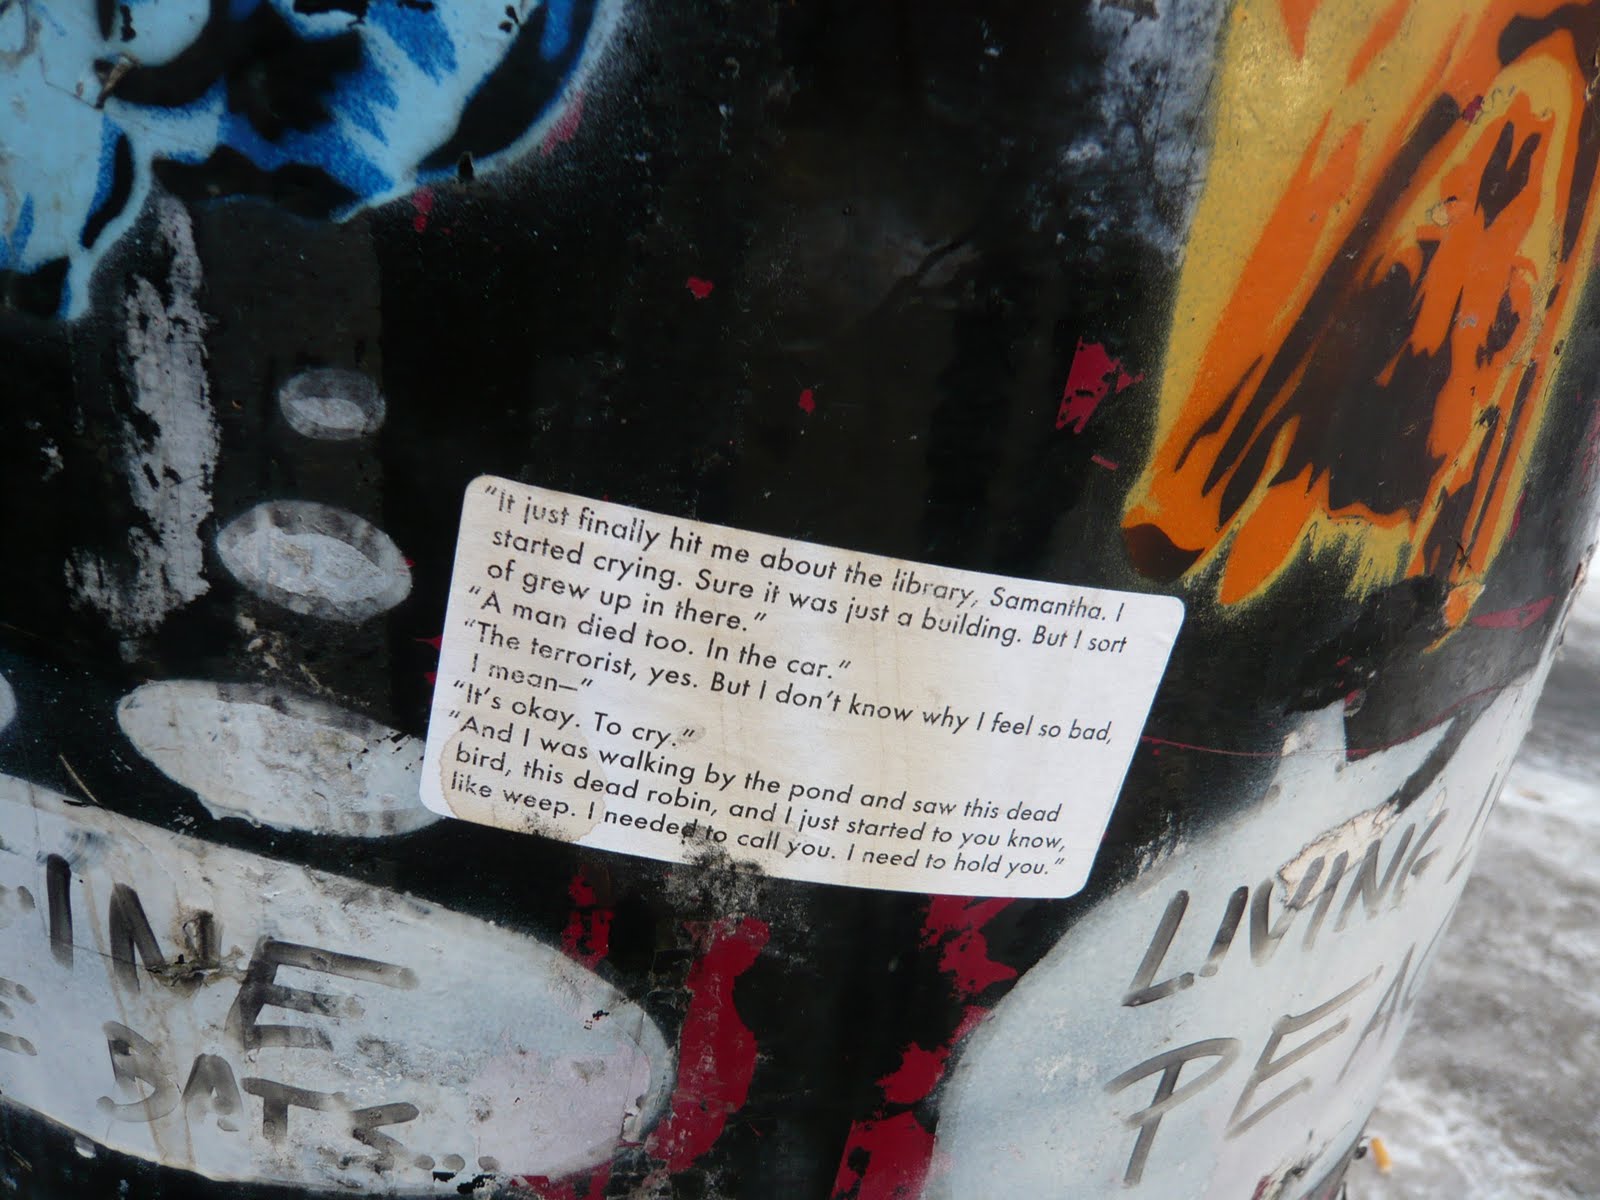 "It just finally hit me about the library, Samantha. I
started crying. Sure it was just a building. But I sort
of grew up in there."
"A man died too. In the car."
"The terrorist, yes. But I don't know why I feel so bad,
I mean—"
"It's okay. To cry."
"And I was walking by the pond and saw this dead
bird, this dead robin, and I just started to you know,
like weep. I needed to call you. I need to hold you."
INE
BATS...
LIVING
PEA